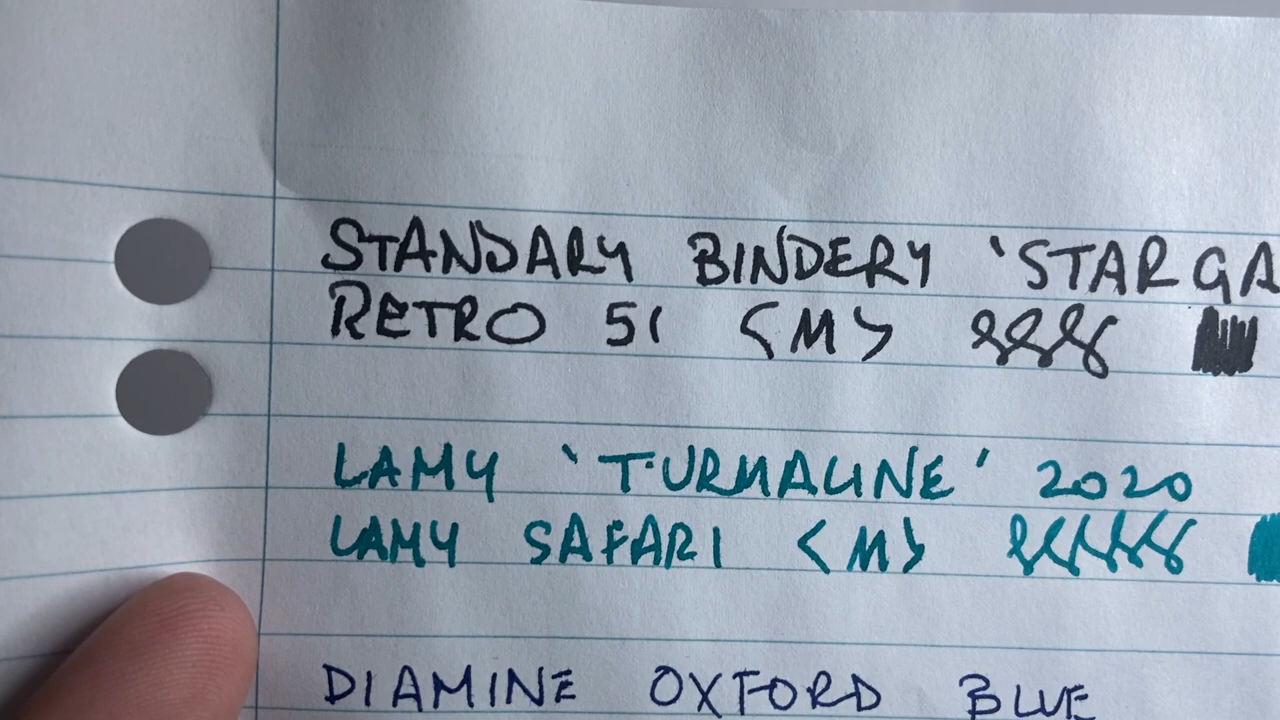 STANDARY BINDERY 'STARGA
RETRO 51 <M>
LAMY 'TURMALINE' 2020
LAMY SAFARI <M>
DIAMINE OXFORD BLUE